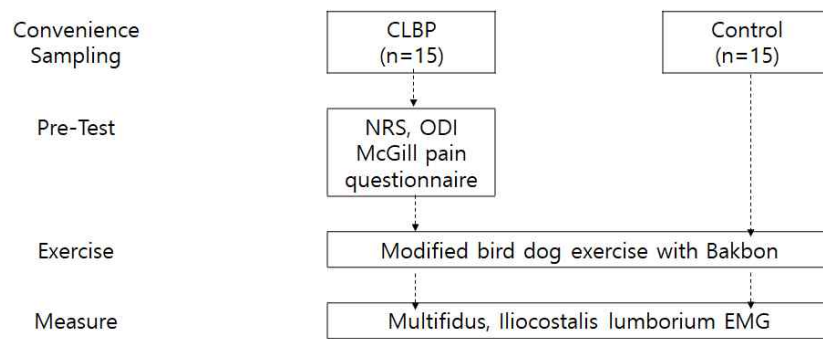 Convenience
Sampling
CLBP
(n=15)
Control
(n=15)
Pre-Test
NRS, ODI
McGill pain
questionnaire
Exercise
Modified bird dog exercise with Bakbon
Measure
Multifidus, Iliocostalis lumborium EMG